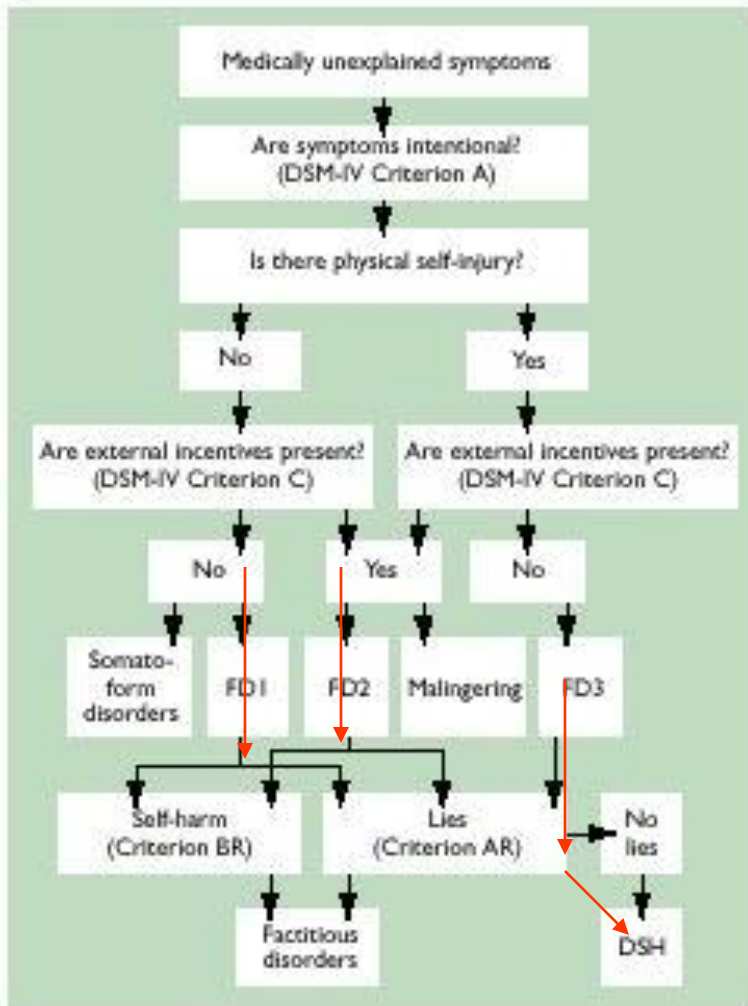 Medically unexplained symptoms
Are symptoms intentional?
(DSM-IV Criterion A)
Is there physical self-injury?
No
Yes
Are external incentives present?
(DSM-IV Criterion C)
Are external incentives present?
(DSM-IV Criterion C)
No
Yes
No
Somato-
form
disorders
FD1
FD2
Malingering
FD3
Self-harm
(Criterion BR)
Lies
(Criterion AR)
No
lies
Factitious
disorders
DSH